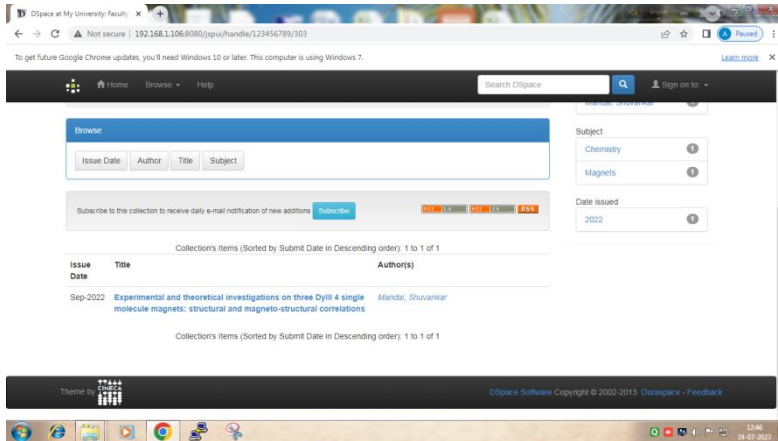 DSpace at My University: Faculty
Not secure | 192.168.1.106:8080/jspui/handle/123456789/303
Paused
To get future Google Chrome updates, you'll need Windows 10 or later. This computer is using Windows 7.
Learn more
Home Browse Help Search DSpace Sign on to:
Mandal, Shuvankar
Browse
Issue Date Author Title Subject
Subject
Chemistry 1
Magnets 1
Subscribe to this collection to receive daily e-mail notification of new additions Subscribe RSS
Date issued
2022 1
Collection's Items (Sorted by Submit Date in Descending order): 1 to 1 of 1
Issue Date Title Author(s)
Sep-2022 Experimental and theoretical investigations on three DyIII 4 single Mandal, Shuvankar
molecule magnets: structural and magneto-structural correlations
Collection's Items (Sorted by Submit Date in Descending order): 1 to 1 of 1
Theme by CINECA
DSpace Software Copyright © 2002-2013 Duraspace - Feedback
12:46
24-07-2023